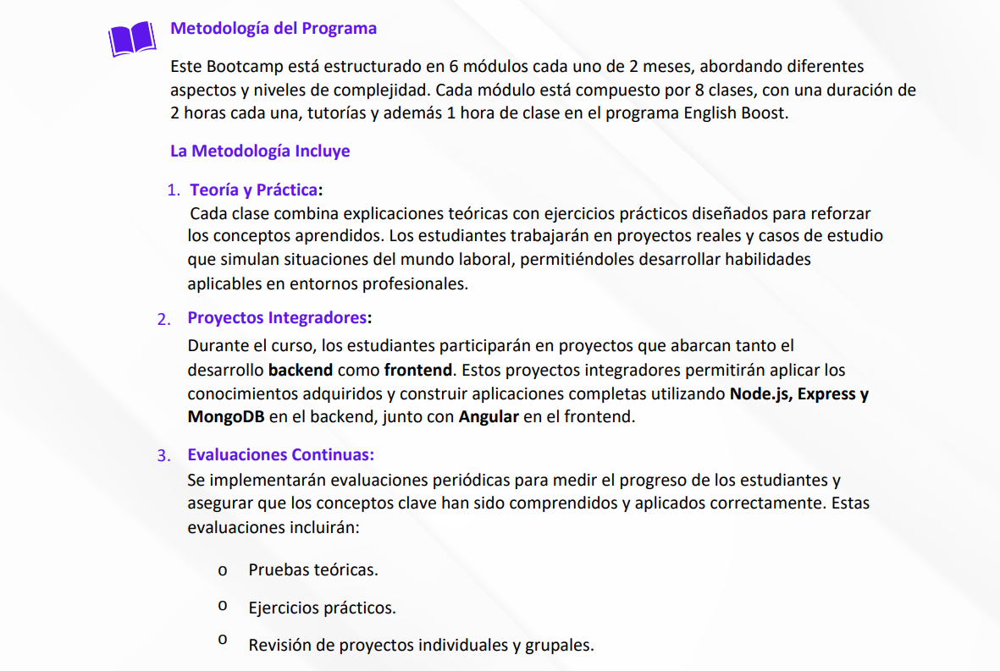 Metodología del Programa
Este Bootcamp está estructurado en 6 módulos cada uno de 2 meses, abordando diferentes
aspectos y niveles de complejidad. Cada módulo está compuesto por 8 clases, con una duración de
2 horas cada una, tutorías y además 1 hora de clase en el programa English Boost.
La Metodología Incluye
1. Teoría y Práctica:
Cada clase combina explicaciones teóricas con ejercicios prácticos diseñados para reforzar
los conceptos aprendidos. Los estudiantes trabajarán en proyectos reales y casos de estudio
que simulan situaciones del mundo laboral, permitiéndoles desarrollar habilidades
aplicables en entornos profesionales.
2. Proyectos Integradores:
Durante el curso, los estudiantes participarán en proyectos que abarcan tanto el
desarrollo backend como frontend. Estos proyectos integradores permitirán aplicar los
conocimientos adquiridos y construir aplicaciones completas utilizando Node.js, Express y
MongoDB en el backend, junto con Angular en el frontend.
3. Evaluaciones Continuas:
Se implementarán evaluaciones periódicas para medir el progreso de los estudiantes y
asegurar que los conceptos clave han sido comprendidos y aplicados correctamente. Estas
evaluaciones incluirán:
o Pruebas teóricas.
o Ejercicios prácticos.
o Revisión de proyectos individuales y grupales.